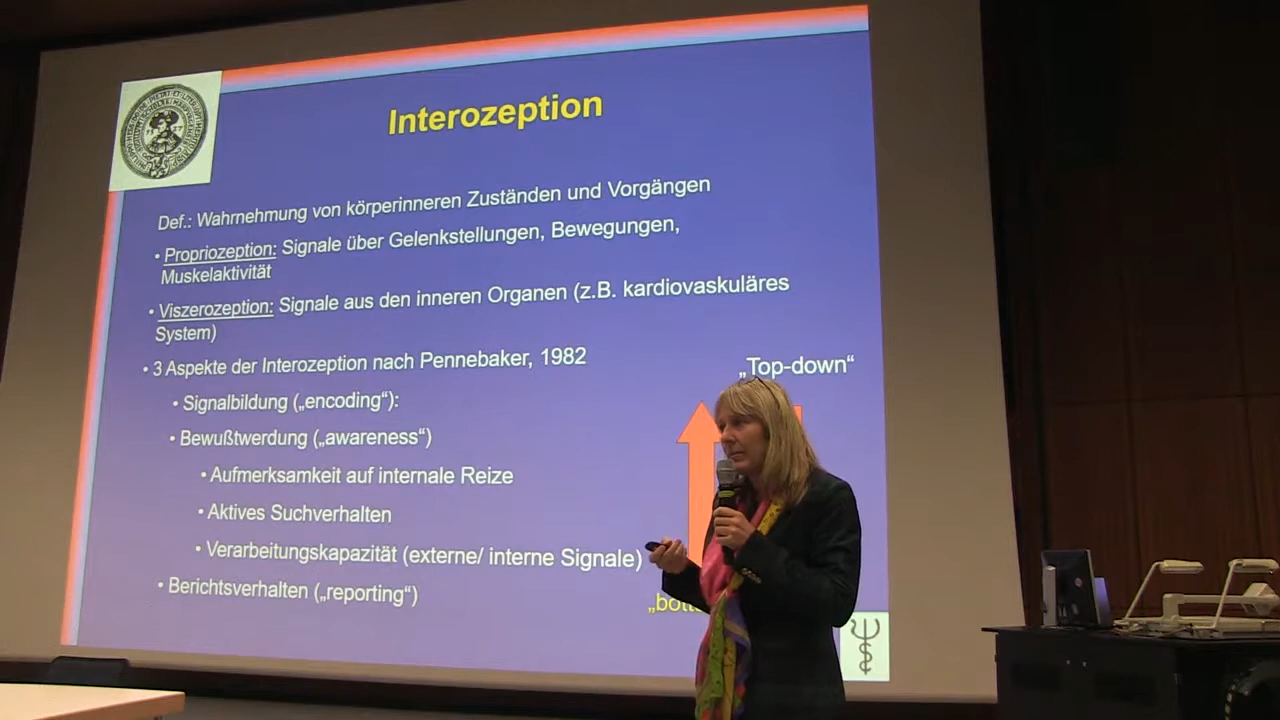 Interozeption
Def.: Wahrnehmung von körperinneren Zuständen und Vorgängen
• Propriozeption: Signale über Gelenkstellungen, Bewegungen,
Muskelaktivität
• Viszerozeption: Signale aus den inneren Organen (z.B. kardiovaskuläres
System)
• 3 Aspekte der Interozeption nach Pennebaker, 1982
„Top-down“
• Signalbildung („encoding“):
• Bewußtwerdung („awareness“)
• Aufmerksamkeit auf internale Reize
• Aktives Suchverhalten
• Verarbeitungskapazität (externe/ interne Signale)
• Berichtsverhalten („reporting“)